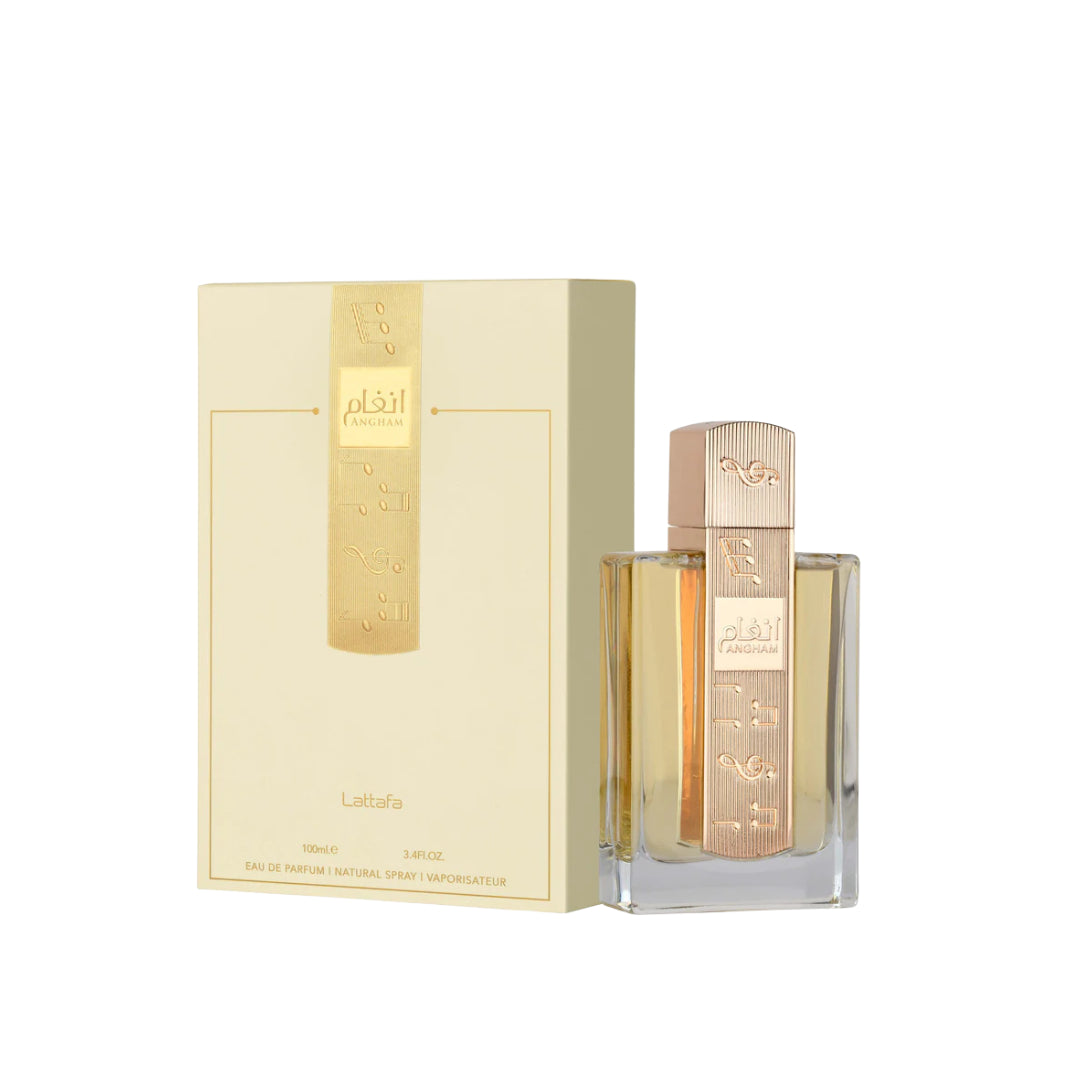 انغام
ANGHAM
Lattafa
100ml.e 3.4Fl.OZ.
EAU DE PARFUM I NATURAL SPRAY I VAPORISATEUR
انغام
ANGHAM